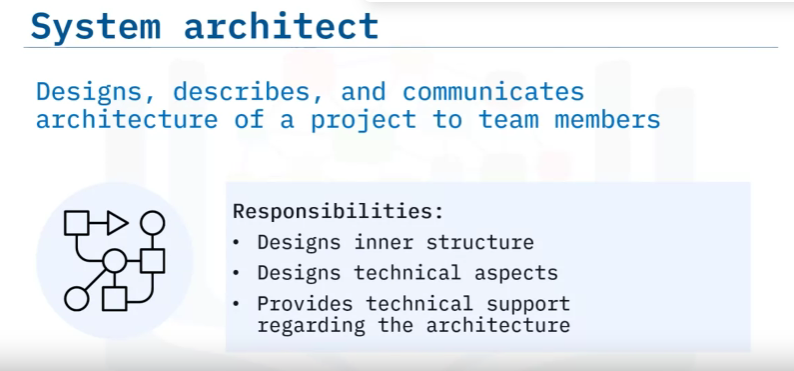 System architect
Designs, describes, and communicates
architecture of a project to team members
Responsibilities:
• Designs inner structure
• Designs technical aspects
• Provides technical support
regarding the architecture